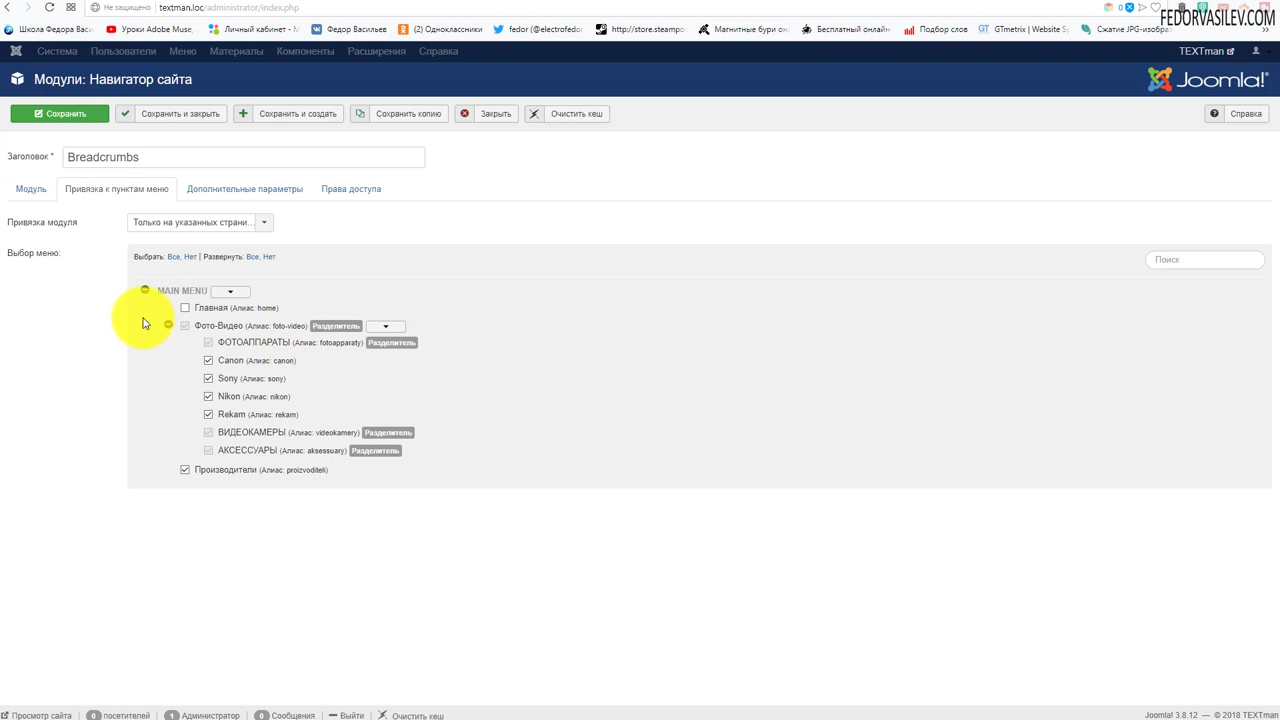 Не защищено textman.loc/administrator/index.php
FEDORVASILEV.COM
Школа Федора Васи. Уроки Adobe Muse, Личный кабинет - М Федор Васильев (2) Одноклассники fedor (@electrofedo http://store.steampo Магнитные бури он Бесплатный онлайн Подбор слов GTmetrix | Website S Сжатие JPG-изобра
Система Пользователи Меню Материалы Компоненты Расширения Справка TEXTman
Модули: Навигатор сайта Joomla!
Сохранить Сохранить и закрыть Сохранить и создать Сохранить копию Закрыть Очистить кеш Справка
Заголовок * Breadcrumbs
Модуль Привязка к пунктам меню Дополнительные параметры Права доступа
Привязка модуля Только на указанных страни...
Выбор меню: Выбрать: Все, Нет | Развернуть: Все, Нет Поиск
MAIN MENU
Главная (Алиас: home)
Фото-Видео (Алиас: foto-video) Разделитель
ФОТОАППАРАТЫ (Алиас: fotoapparaty) Разделитель
Canon (Алиас: canon)
Sony (Алиас: sony)
Nikon (Алиас: nikon)
Rekam (Алиас: rekam)
ВИДЕОКАМЕРЫ (Алиас: videokamery) Разделитель
АКСЕССУАРЫ (Алиас: aksessuary) Разделитель
Производители (Алиас: proizvoditeli)
Просмотр сайта 0 посетителей 1 Администратор 0 Сообщения Выйти Очистить кеш Joomla! 3.8.12 — © 2018 TEXTman